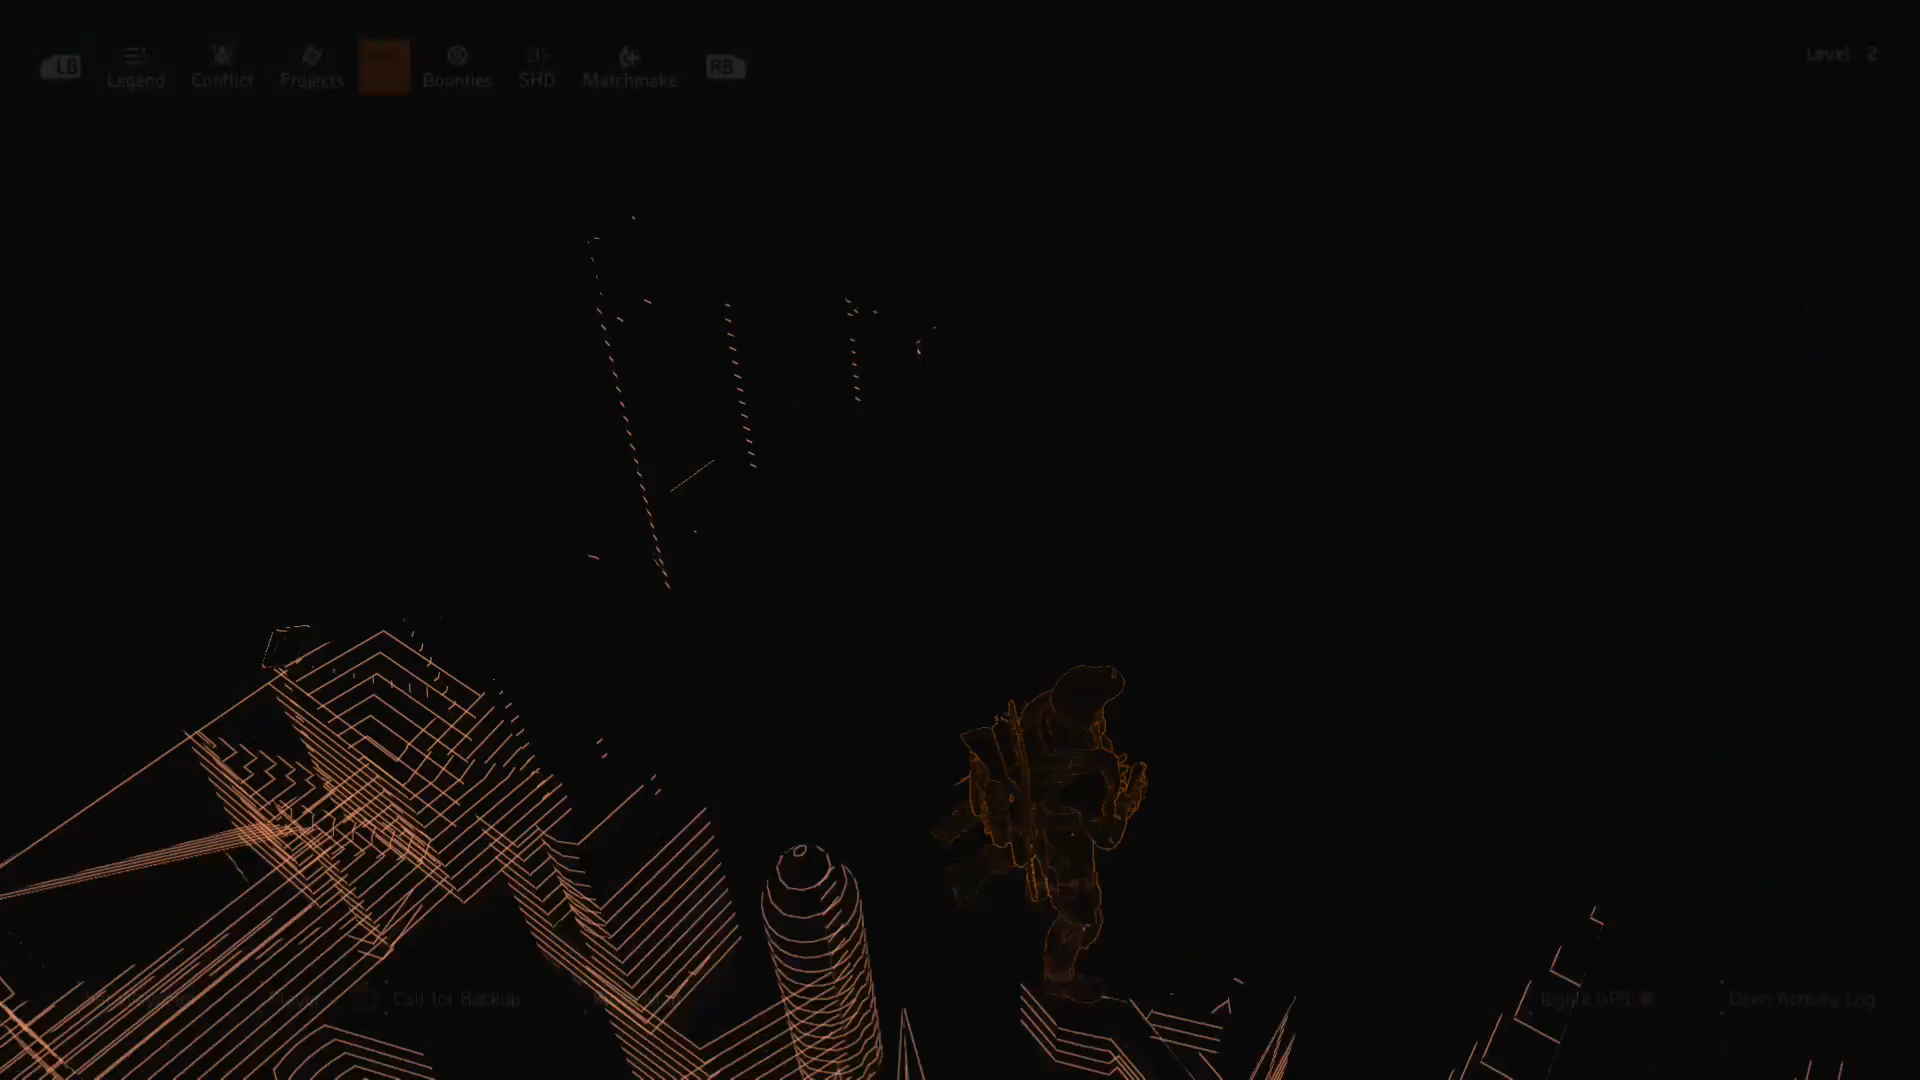 LB
Legend
Conflict
Projects
Bounties
SHD
Matchmake
RB
Level 2
Call for Backup
Toggle GPS
Open Activity Log